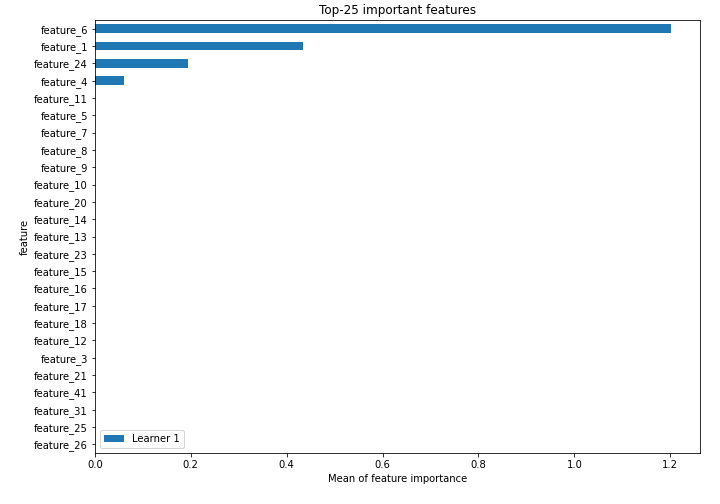 Top-25 important features
feature_6
feature_1
feature_24
feature_4
feature_11
feature_5
feature_7
feature_8
feature_9
feature_10
feature_20
feature_14
feature_13
feature_23
feature_15
feature_16
feature_17
feature_18
feature_12
feature_3
feature_21
feature_41
feature_31
feature_25
feature_26
feature
Learner 1
0.0 0.2 0.4 0.6 0.8 1.0 1.2
Mean of feature importance